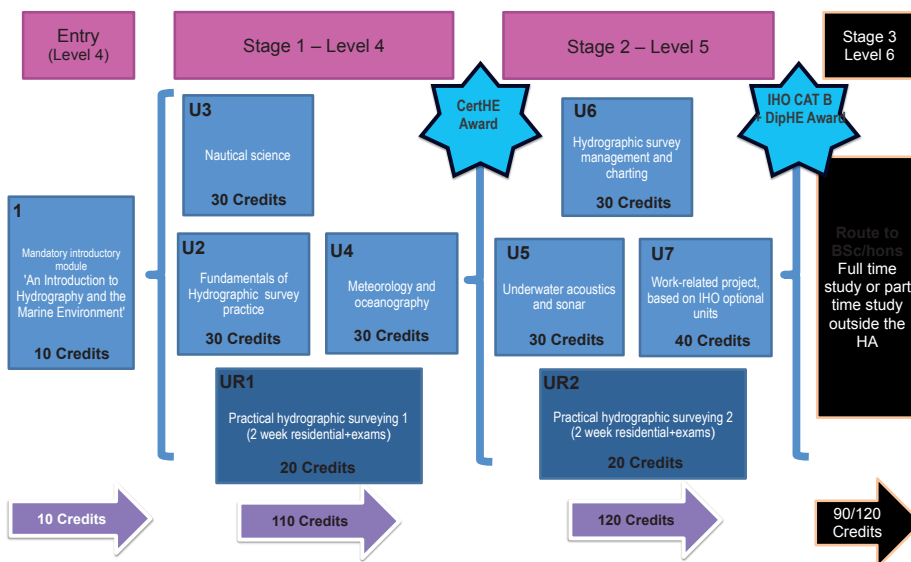 Entry
(Level 4)
Stage 1 – Level 4
Stage 2 – Level 5
Stage 3
Level 6
CertHE
Award
IHO CAT B
+ DipHE Award
1
Mandatory introductory
module
'An Introduction to
Hydrography and the
Marine Environment'
10 Credits
U3
Nautical science
30 Credits
U2
Fundamentals of
Hydrographic survey
practice
30 Credits
U4
Meteorology and
oceanography
30 Credits
UR1
Practical hydrographic surveying 1
(2 week residential+exams)
20 Credits
U6
Hydrographic survey
management and
charting
30 Credits
U5
Underwater acoustics
and sonar
30 Credits
U7
Work-related project,
based on IHO optional
units
40 Credits
UR2
Practical hydrographic surveying 2
(2 week residential+exams)
20 Credits
Route to
BSc/hons
Full time
study or part
time study
outside the
HA
10 Credits
110 Credits
120 Credits
90/120
Credits